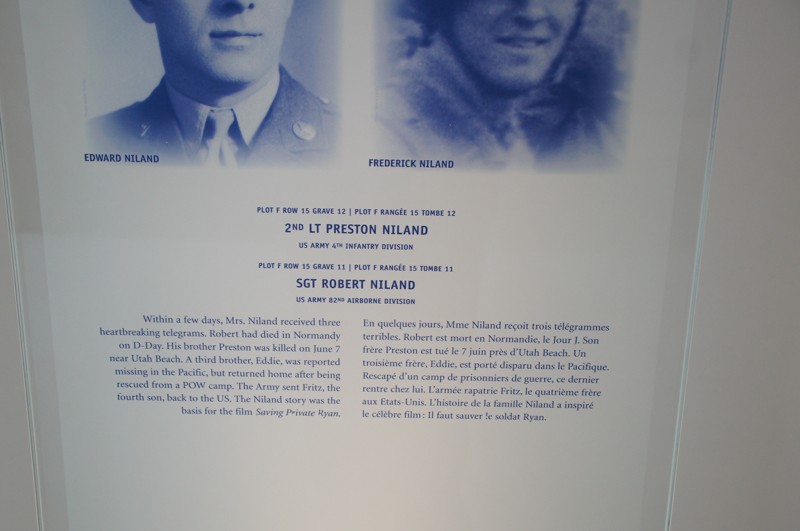 EDWARD NILAND
FREDERICK NILAND
PLOT F ROW 15 GRAVE 12 | PLOT F RANGÉE 15 TOMBE 12
2ND LT PRESTON NILAND
US ARMY 4TH INFANTRY DIVISION
PLOT F ROW 15 GRAVE 11 | PLOT F RANGÉE 15 TOMBE 11
SGT ROBERT NILAND
US ARMY 82ND AIRBORNE DIVISION
Within a few days, Mrs. Niland received three
heartbreaking telegrams. Robert had died in Normandy
on D-Day. His brother Preston was killed on June 7
near Utah Beach. A third brother, Eddie, was reported
missing in the Pacific, but returned home after being
rescued from a POW camp. The Army sent Fritz, the
fourth son, back to the US. The Niland story was the
basis for the film Saving Private Ryan.
En quelques jours, Mme Niland reçoit trois télégrammes
terribles. Robert est mort en Normandie, le Jour J. Son
frère Preston est tué le 7 juin près d'Utah Beach. Un
troisième frère, Eddie, est porté disparu dans le Pacifique.
Rescapé d'un camp de prisonniers de guerre, ce dernier
rentre chez lui. L'armée rapatrie Fritz, le quatrième frère
aux Etats-Unis. L'histoire de la famille Niland a inspiré
le célèbre film : Il faut sauver le soldat Ryan.